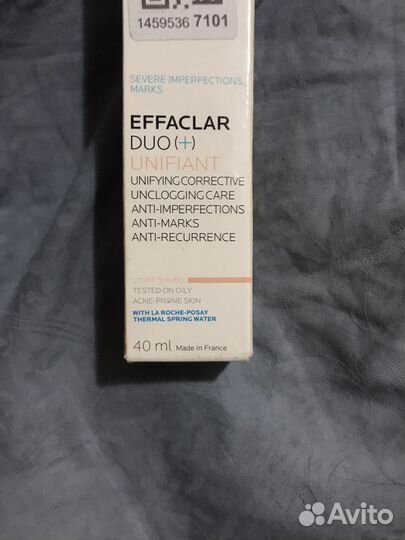 1459536 7101
SEVERE IMPERFECTIONS
MARKS
EFFACLAR
DUO (+)
UNIFIANT
UNIFYING CORRECTIVE
UNCLOGGING CARE
ANTI-IMPERFECTIONS
ANTI-MARKS
ANTI-RECURRENCE
LIGHT SHADE
TESTED ON OILY
ACNE-PRONE SKIN
WITH LA ROCHE-POSAY
THERMAL SPRING WATER
40 ml Made in France
Avito